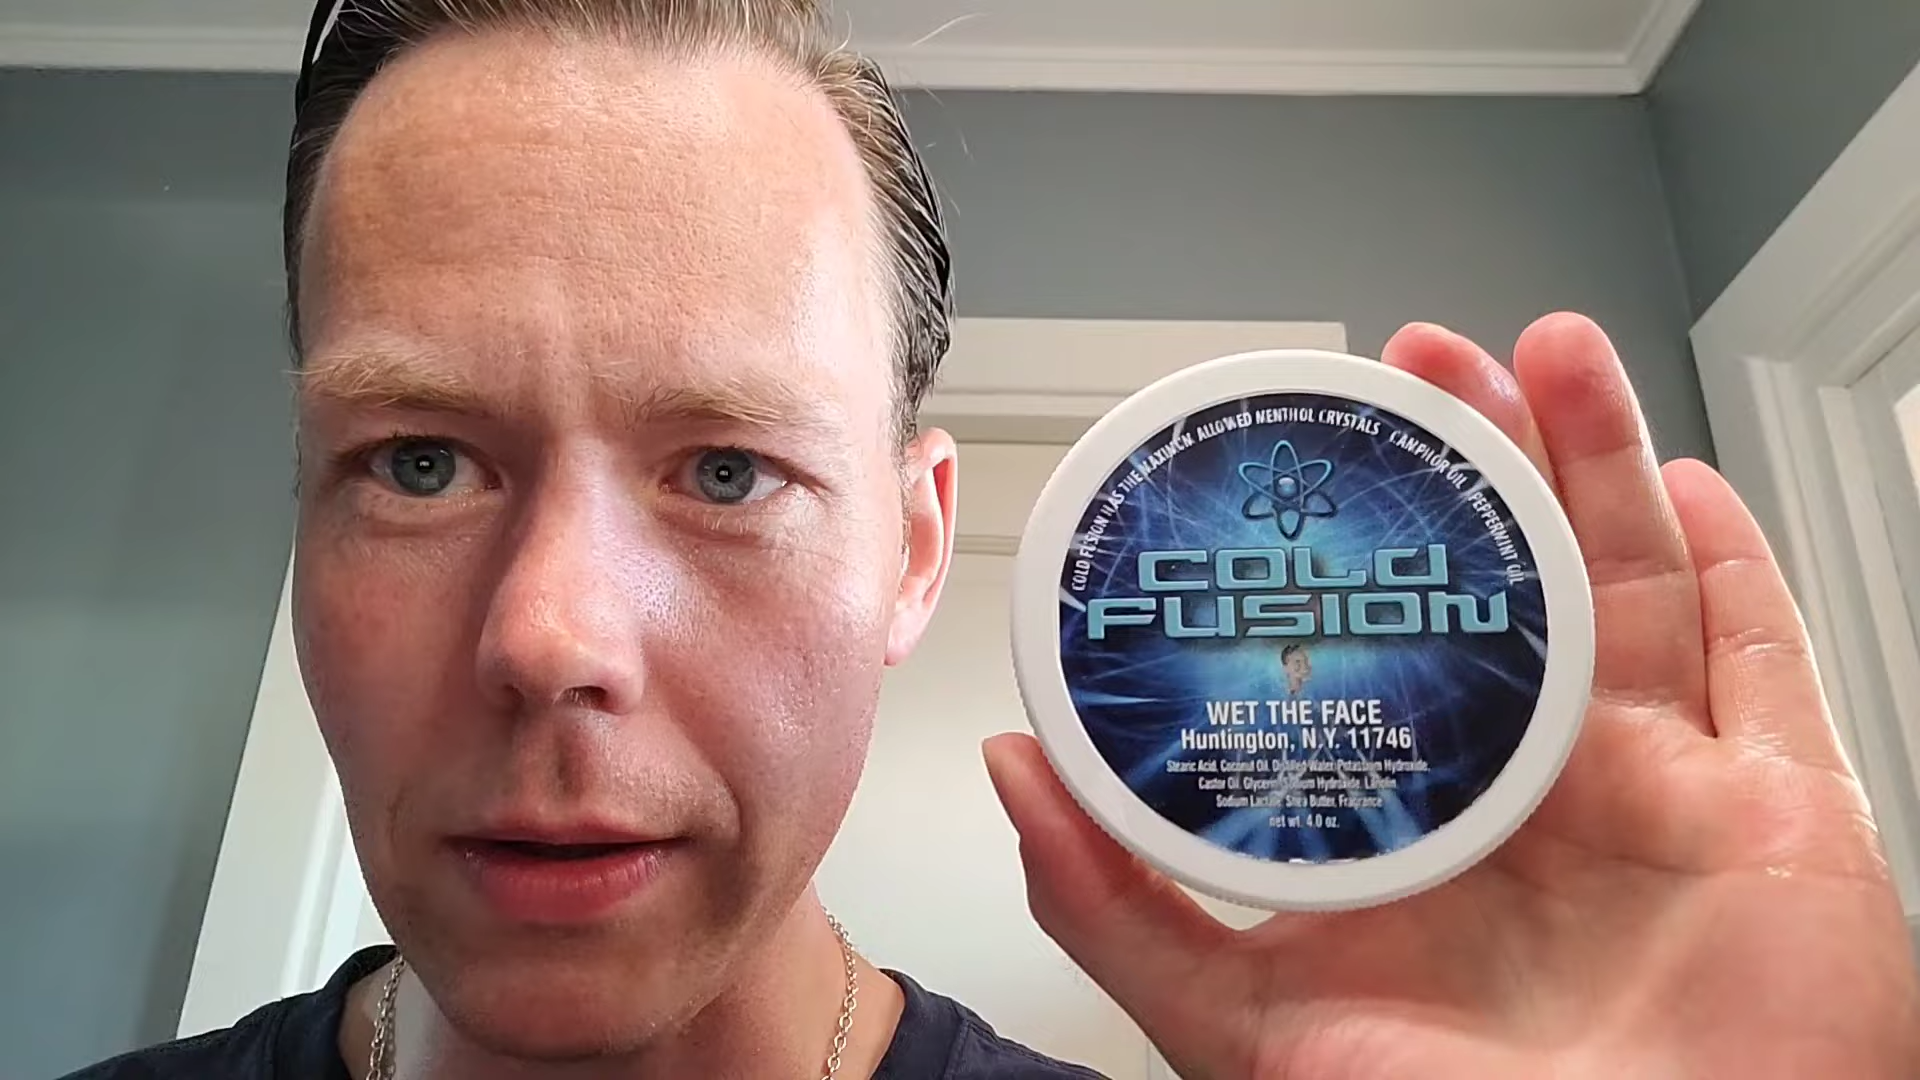 COLD FUSION HAS THE MAXIMUM ALLOWED MENTHOL CRYSTALS CAMPHOR OIL PEPPERMINT OIL
COLD
FUSION
WET THE FACE
Huntington, N.Y. 11746
Stearic Acid, Coconut Oil, Distilled Water, Potassium Hydroxide,
Castor Oil, Glycerin, Sodium Hydroxide, Lanolin,
Sodium Lactate, Shea Butter, Fragrance
net wt. 4.0 oz.